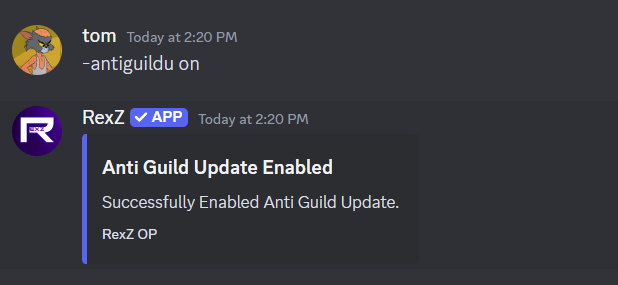 tom Today at 2:20 PM
-antiguildu on
RexZ ✓ APP Today at 2:20 PM
Anti Guild Update Enabled
Successfully Enabled Anti Guild Update.
RexZ OP